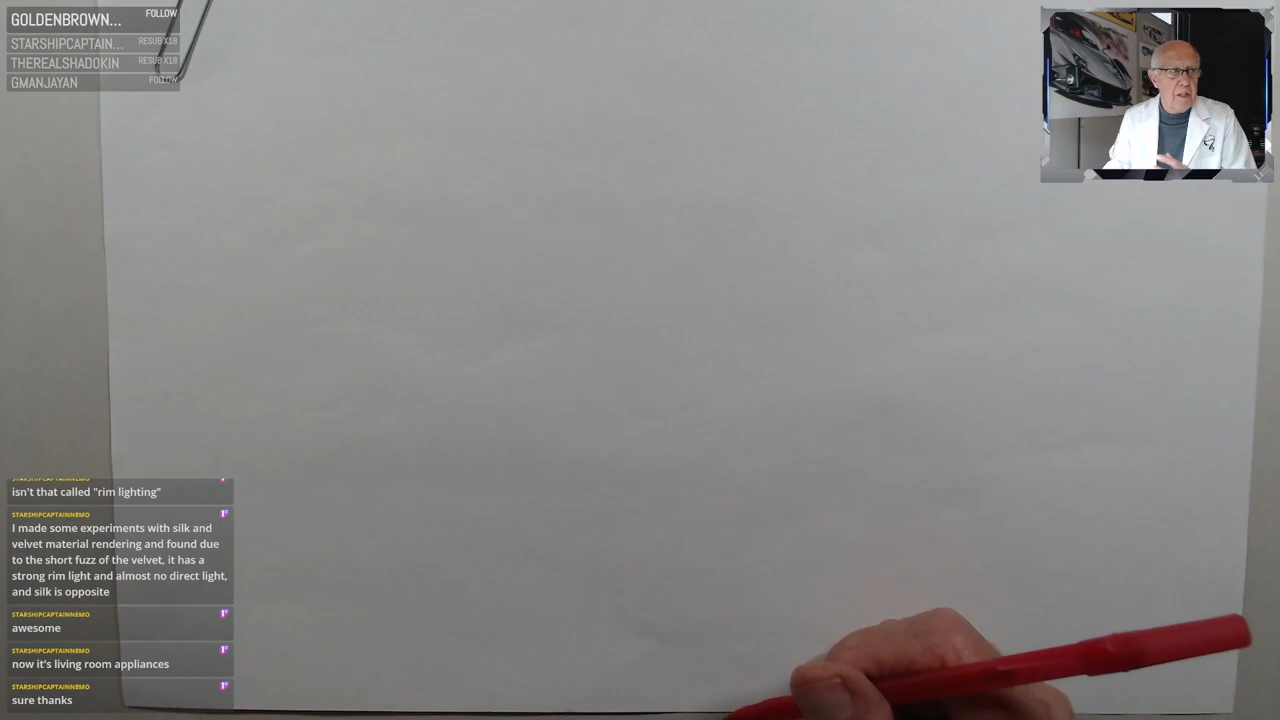 GOLDENBROWN... FOLLOW
STARSHIPCAPTAIN... RESUB X18
THEREALSHADOKIN RESUB X18
GMANJAYAN FOLLOW
STARSHIPCAPTAINNEMO
isn't that called "rim lighting"
STARSHIPCAPTAINNEMO
I made some experiments with silk and
velvet material rendering and found due
to the short fuzz of the velvet, it has a
strong rim light and almost no direct light,
and silk is opposite
STARSHIPCAPTAINNEMO
awesome
STARSHIPCAPTAINNEMO
now it's living room appliances
STARSHIPCAPTAINNEMO
sure thanks